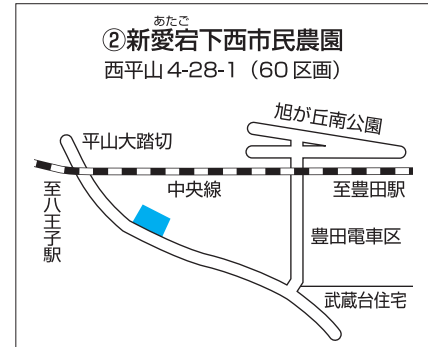 あたご
②新愛宕下西市民農園
西平山4-28-1（60区画）
旭が丘南公園
平山大踏切
中央線
至豊田駅
至八王子駅
豊田電車区
武蔵台住宅